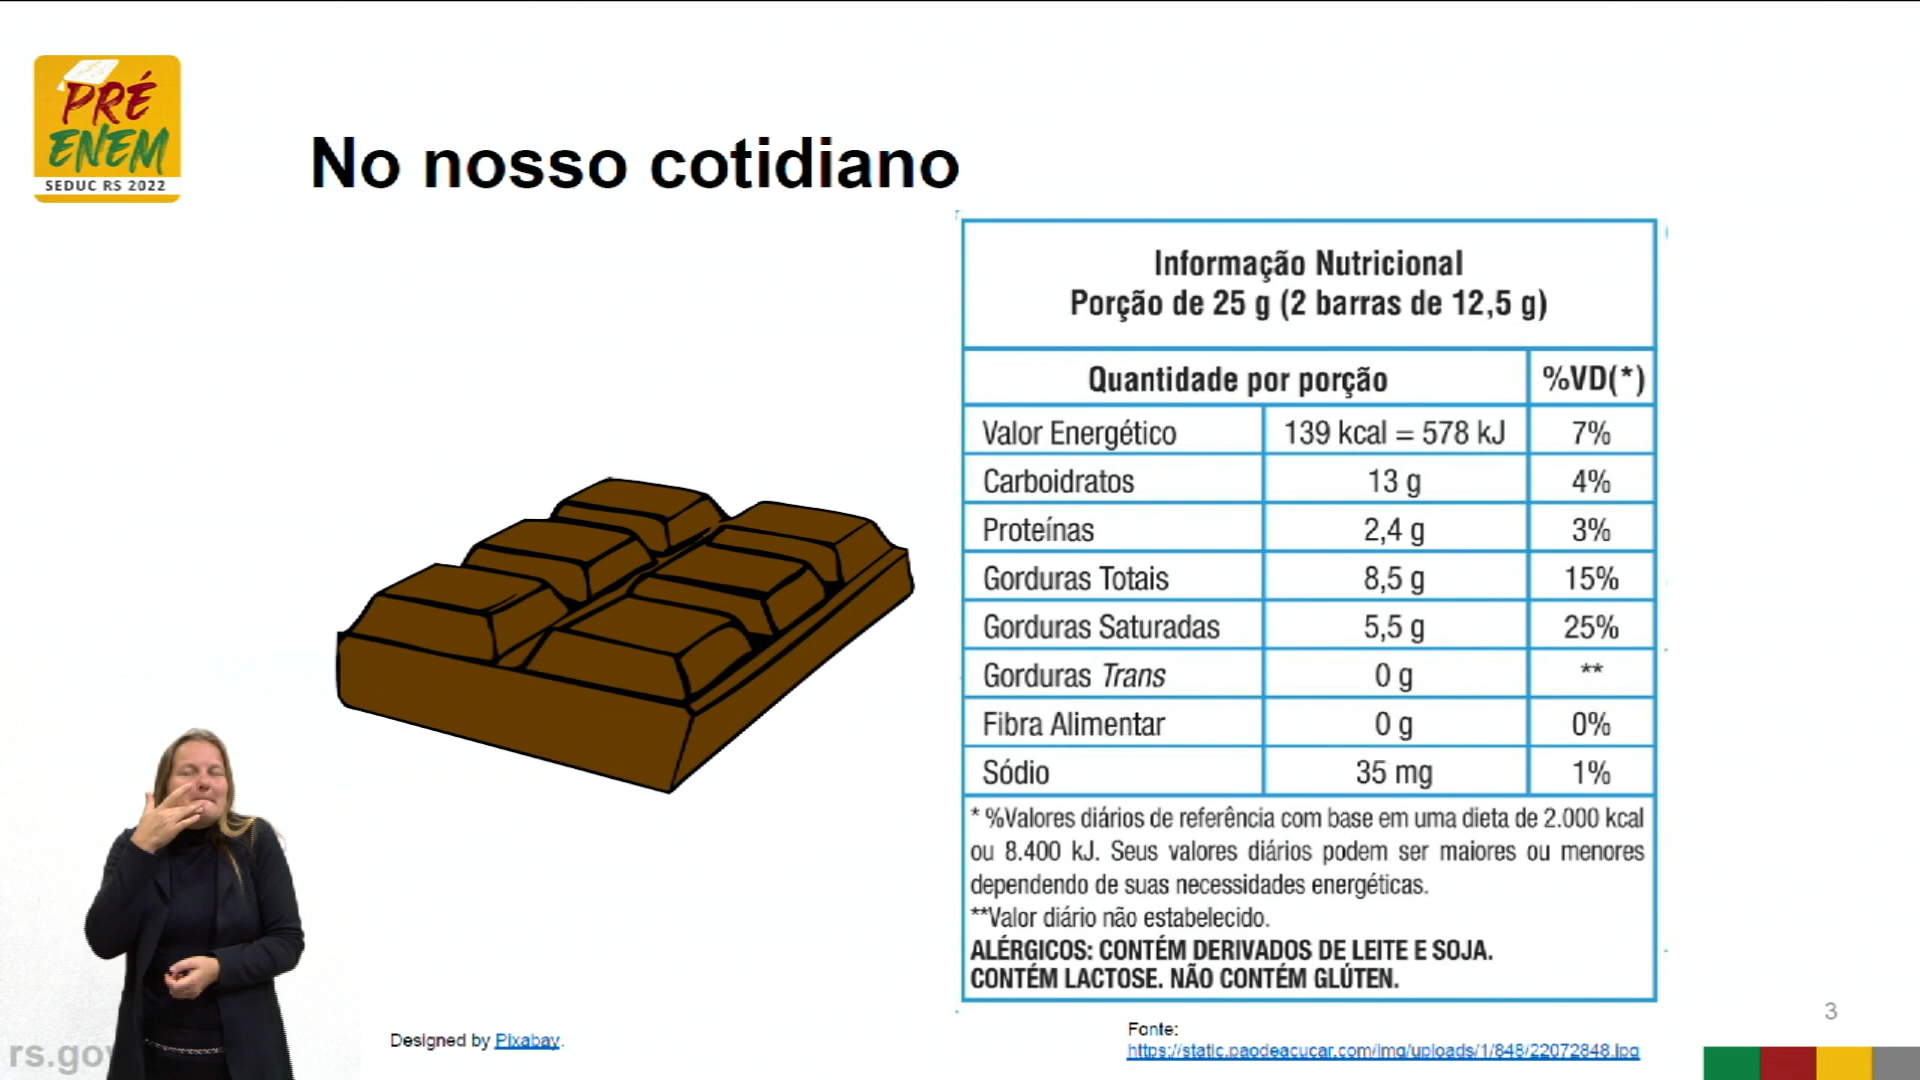 PRÉ
ENEM
SEDUC RS 2022
No nosso cotidiano
Informação Nutricional
Porção de 25 g (2 barras de 12,5 g)
Quantidade por porção %VD(*)
Valor Energético 139 kcal = 578 kJ 7%
Carboidratos 13 g 4%
Proteínas 2,4 g 3%
Gorduras Totais 8,5 g 15%
Gorduras Saturadas 5,5 g 25%
Gorduras Trans 0 g **
Fibra Alimentar 0 g 0%
Sódio 35 mg 1%
* %Valores diários de referência com base em uma dieta de 2.000 kcal
ou 8.400 kJ. Seus valores diários podem ser maiores ou menores
dependendo de suas necessidades energéticas.
**Valor diário não estabelecido.
ALÉRGICOS: CONTÉM DERIVADOS DE LEITE E SOJA.
CONTÉM LACTOSE. NÃO CONTÉM GLÚTEN.
3
Designed by Pixabay.
Fonte:
https://static.paodeacucar.com/img/uploads/1/848/22072848.jpg
rs.gov